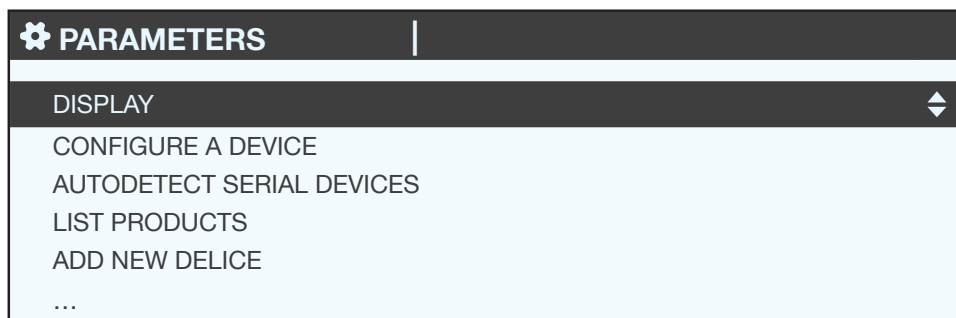 PARAMETERS
DISPLAY
CONFIGURE A DEVICE
AUTODETECT SERIAL DEVICES
LIST PRODUCTS
ADD NEW DELICE
…